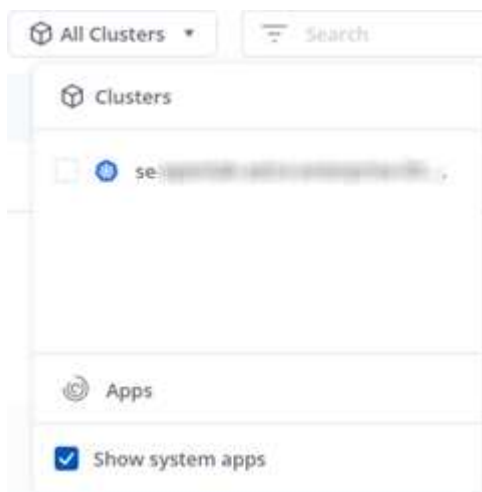 All Clusters
Search
Clusters
se
Apps
Show system apps